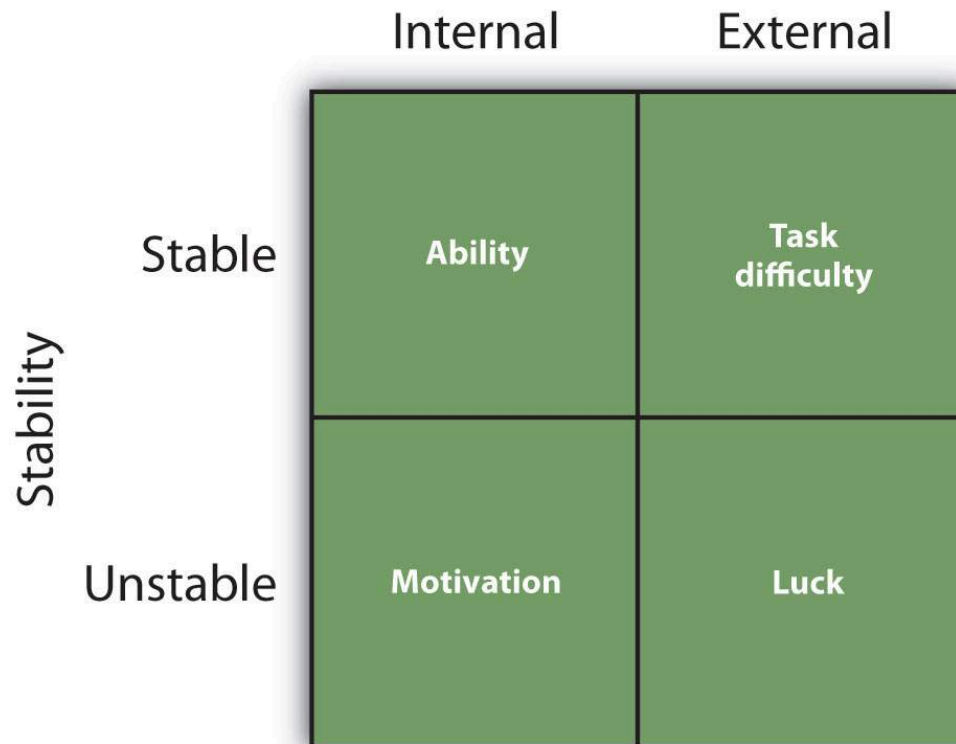 Internal External
Stable
Ability
Task
difficulty
Stability
Unstable
Motivation
Luck